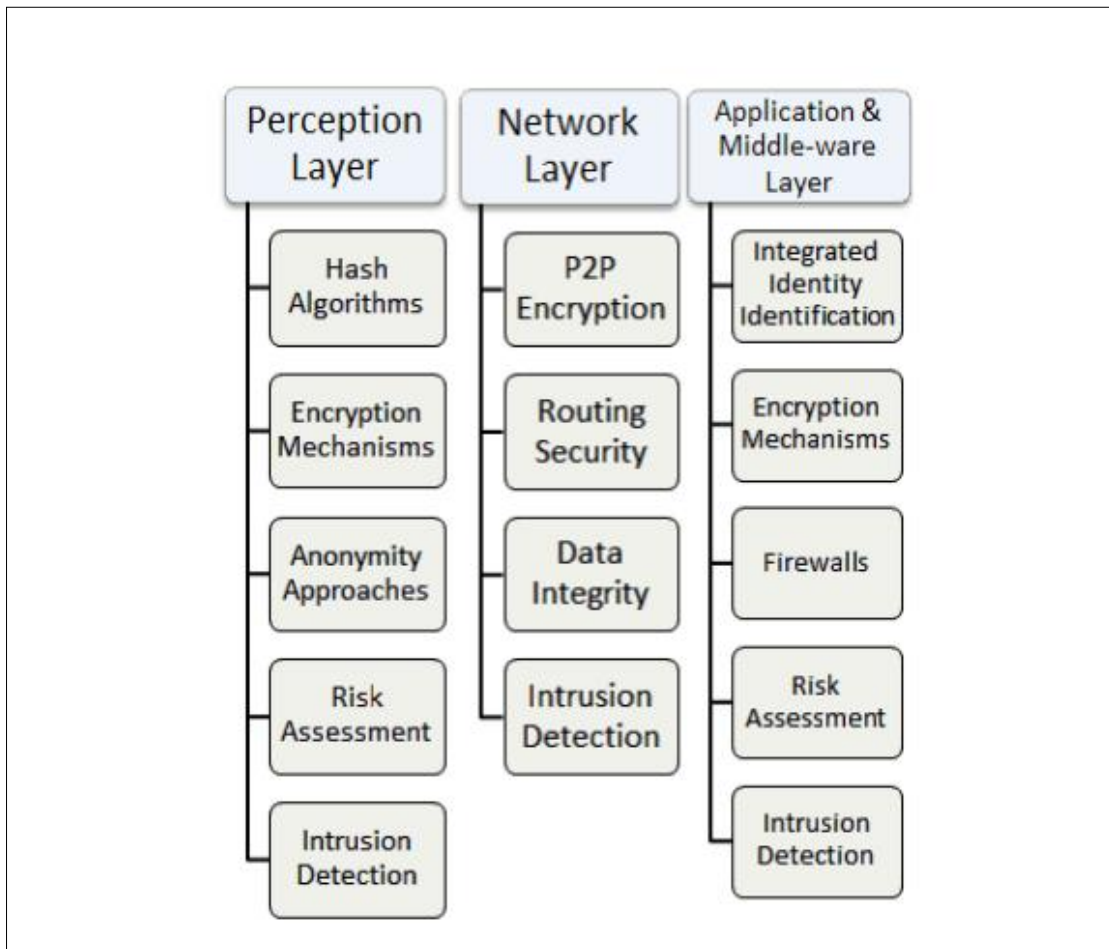 Perception
Layer
Hash
Algorithms
Encryption
Mechanisms
Anonymity
Approaches
Risk
Assessment
Intrusion
Detection
Network
Layer
P2P
Encryption
Routing
Security
Data
Integrity
Intrusion
Detection
Application &
Middle-ware
Layer
Integrated
Identity
Identification
Encryption
Mechanisms
Firewalls
Risk
Assessment
Intrusion
Detection